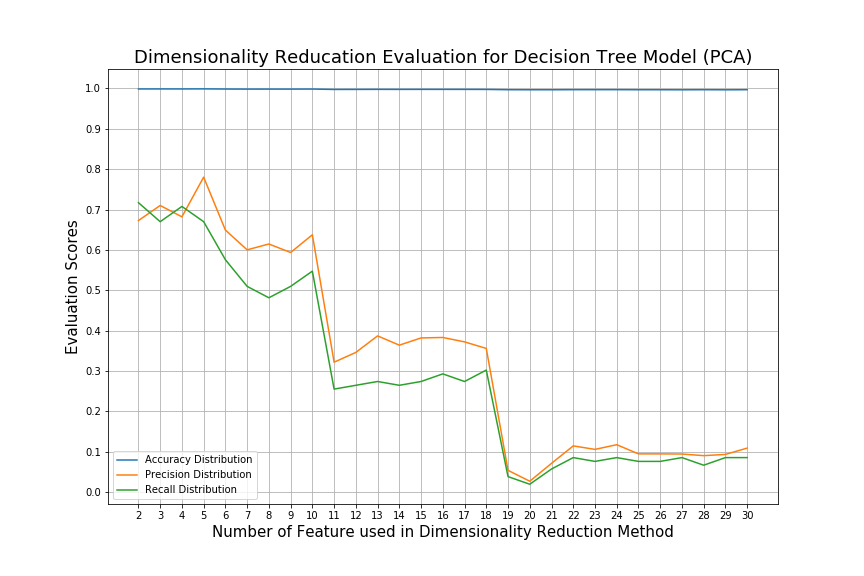 Dimensionality Reducation Evaluation for Decision Tree Model (PCA)
1.0
0.9
0.8
0.7
0.6
0.5
0.4
0.3
0.2
0.1
0.0
Evaluation Scores
Accuracy Distribution
Precision Distribution
Recall Distribution
2 3 4 5 6 7 8 9 10 11 12 13 14 15 16 17 18 19 20 21 22 23 24 25 26 27 28 29 30
Number of Feature used in Dimensionality Reduction Method